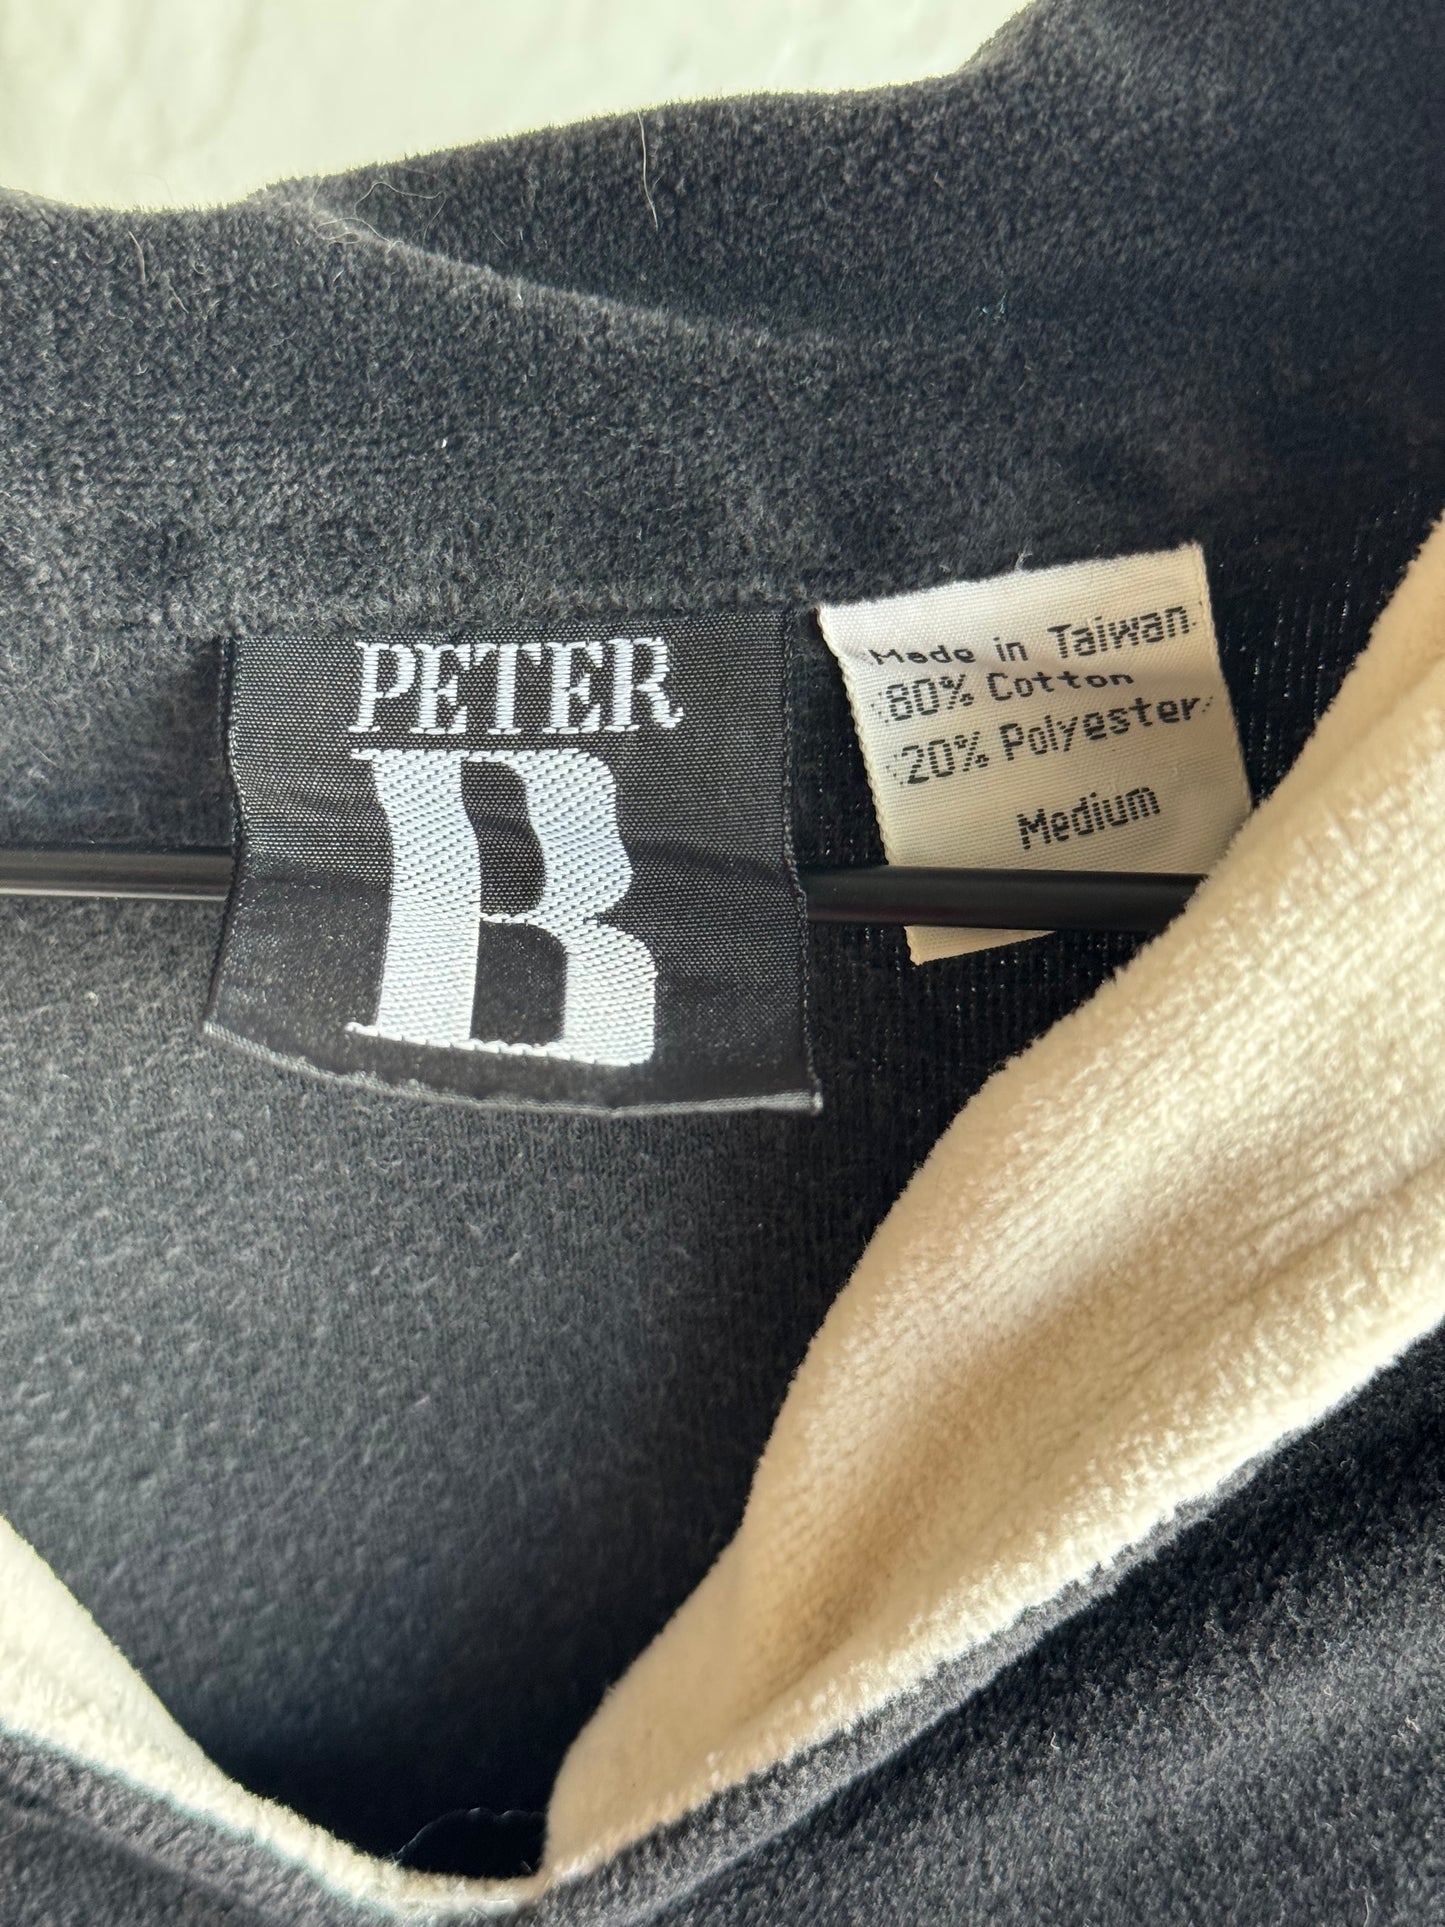 PETER
B
Made in Taiwan
80% Cotton
20% Polyester
Medium